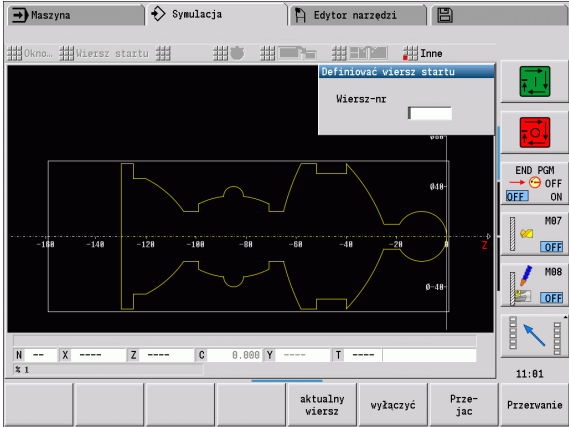 Maszyna
Symulacja
Edytor narzędzi
Okno...
Wiersz startu
Inne
Definiować wiersz startu
Wiersz-nr
Ø80
Ø40-
-160 -140 -120 -100 -80 -60 -40 -20 0 Z
Ø-40-
END PGM
OFF
OFF ON
M07
OFF
M08
OFF
N -- X ---- Z ---- C 0.000 Y ---- T ----
% 1
11:01
aktualny wiersz
wyłączyć
Prze-
jac
Przerwanie